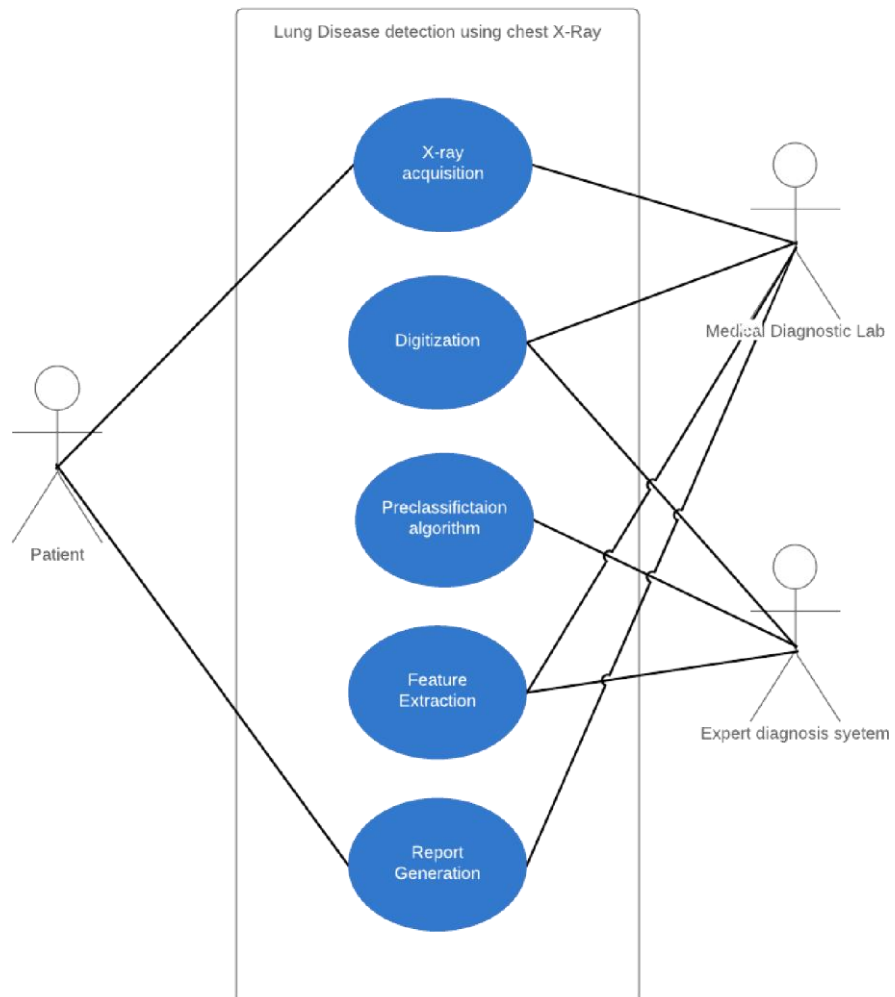 Lung Disease detection using chest X-Ray
X-ray
acquisition
Medical Diagnostic Lab
Digitization
Preclassifictaion
algorithm
Patient
Feature
Extraction
Expert diagnosis syetem
Report
Generation